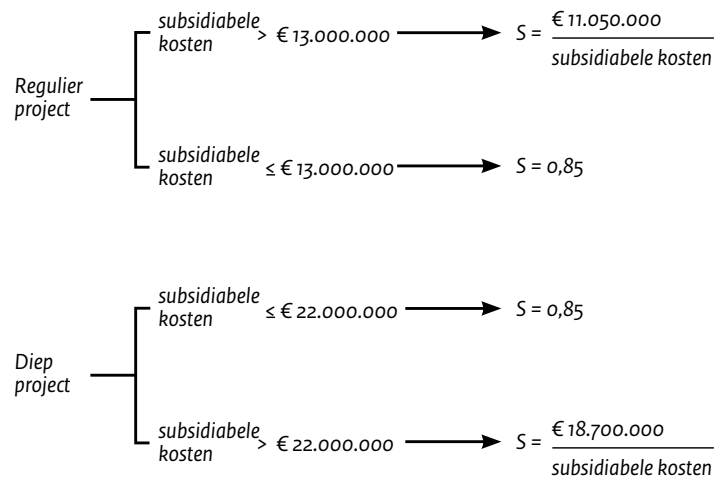 subsidiabele
kosten > € 13.000.000 S = € 11.050.000
subsidiabele kosten
Regulier
project
subsidiabele
kosten ≤ € 13.000.000 S = 0,85
subsidiabele
kosten ≤ € 22.000.000 S = 0,85
Diep
project
subsidiabele
kosten > € 22.000.000 S = € 18.700.000
subsidiabele kosten